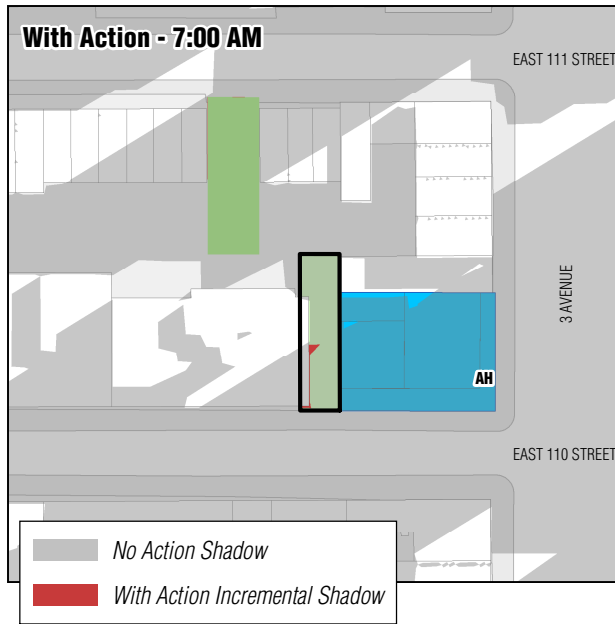 With Action - 7:00 AM
EAST 111 STREET
3 AVENUE
AH
EAST 110 STREET
No Action Shadow
With Action Incremental Shadow